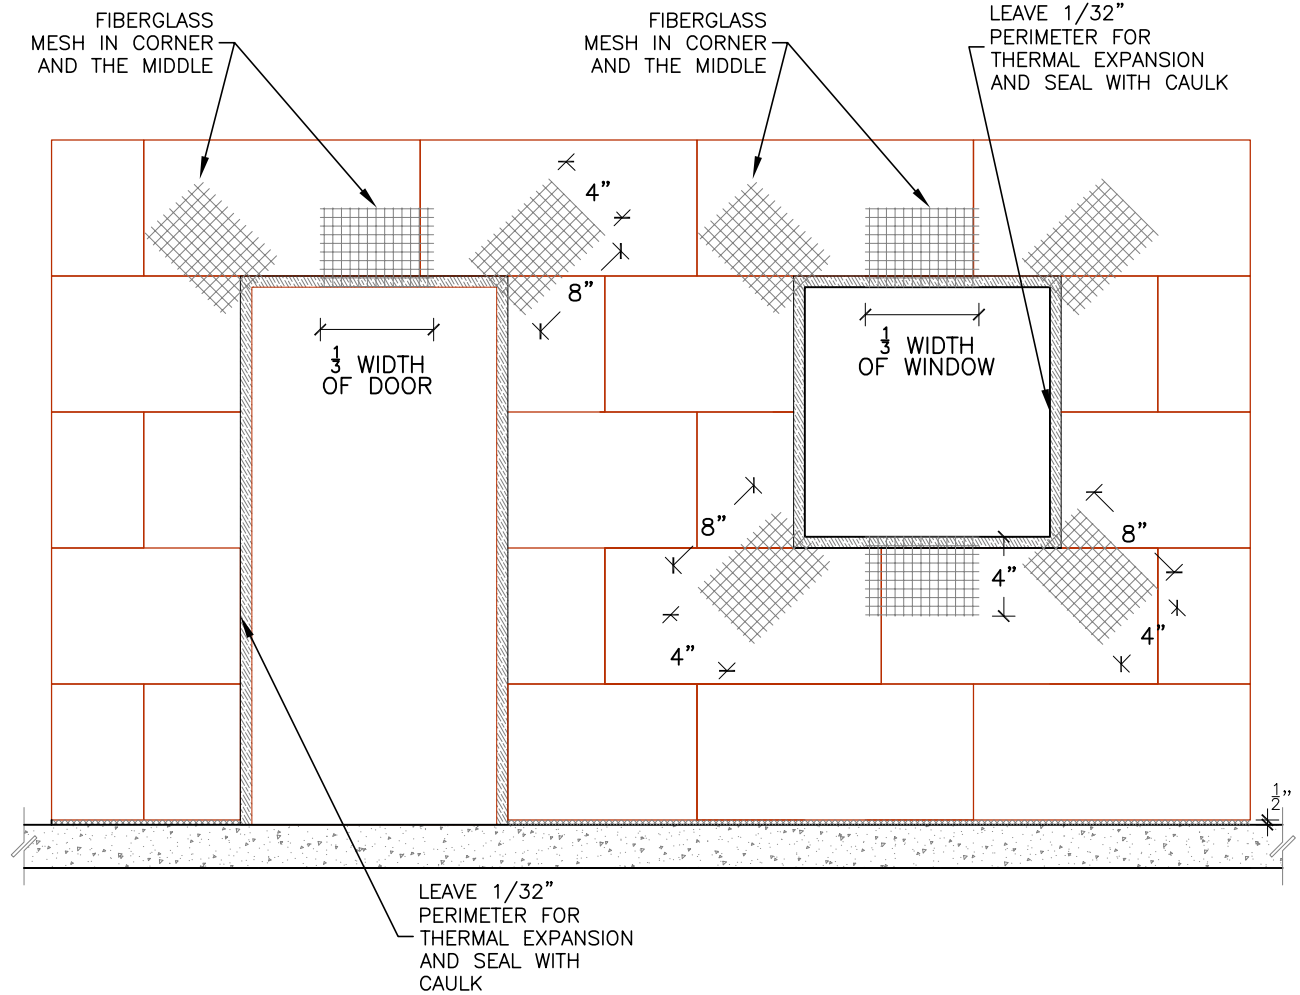 FIBERGLASS
MESH IN CORNER
AND THE MIDDLE
FIBERGLASS
MESH IN CORNER
AND THE MIDDLE
LEAVE 1/32”
PERIMETER FOR
THERMAL EXPANSION
AND SEAL WITH CAULK
4”
8”
1/3 WIDTH
OF DOOR
1/3 WIDTH
OF WINDOW
8”
8”
4”
4”
4”
1/2”
LEAVE 1/32”
PERIMETER FOR
THERMAL EXPANSION
AND SEAL WITH
CAULK